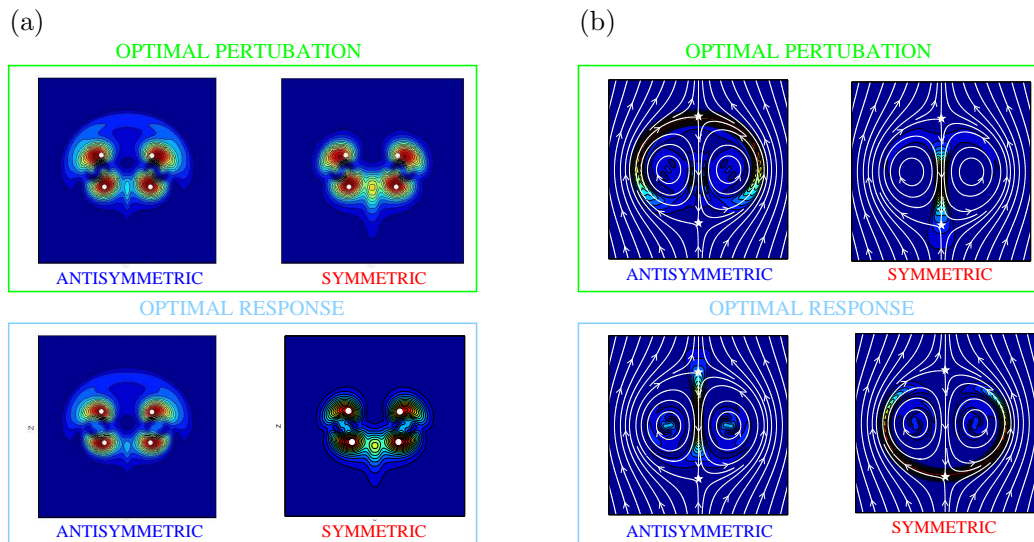 (a)
OPTIMAL PERTUBATION
ANTISYMMETRIC
SYMMETRIC
OPTIMAL RESPONSE
z
z
ANTISYMMETRIC
SYMMETRIC
(b)
OPTIMAL PERTUBATION
ANTISYMMETRIC
SYMMETRIC
OPTIMAL RESPONSE
ANTISYMMETRIC
SYMMETRIC